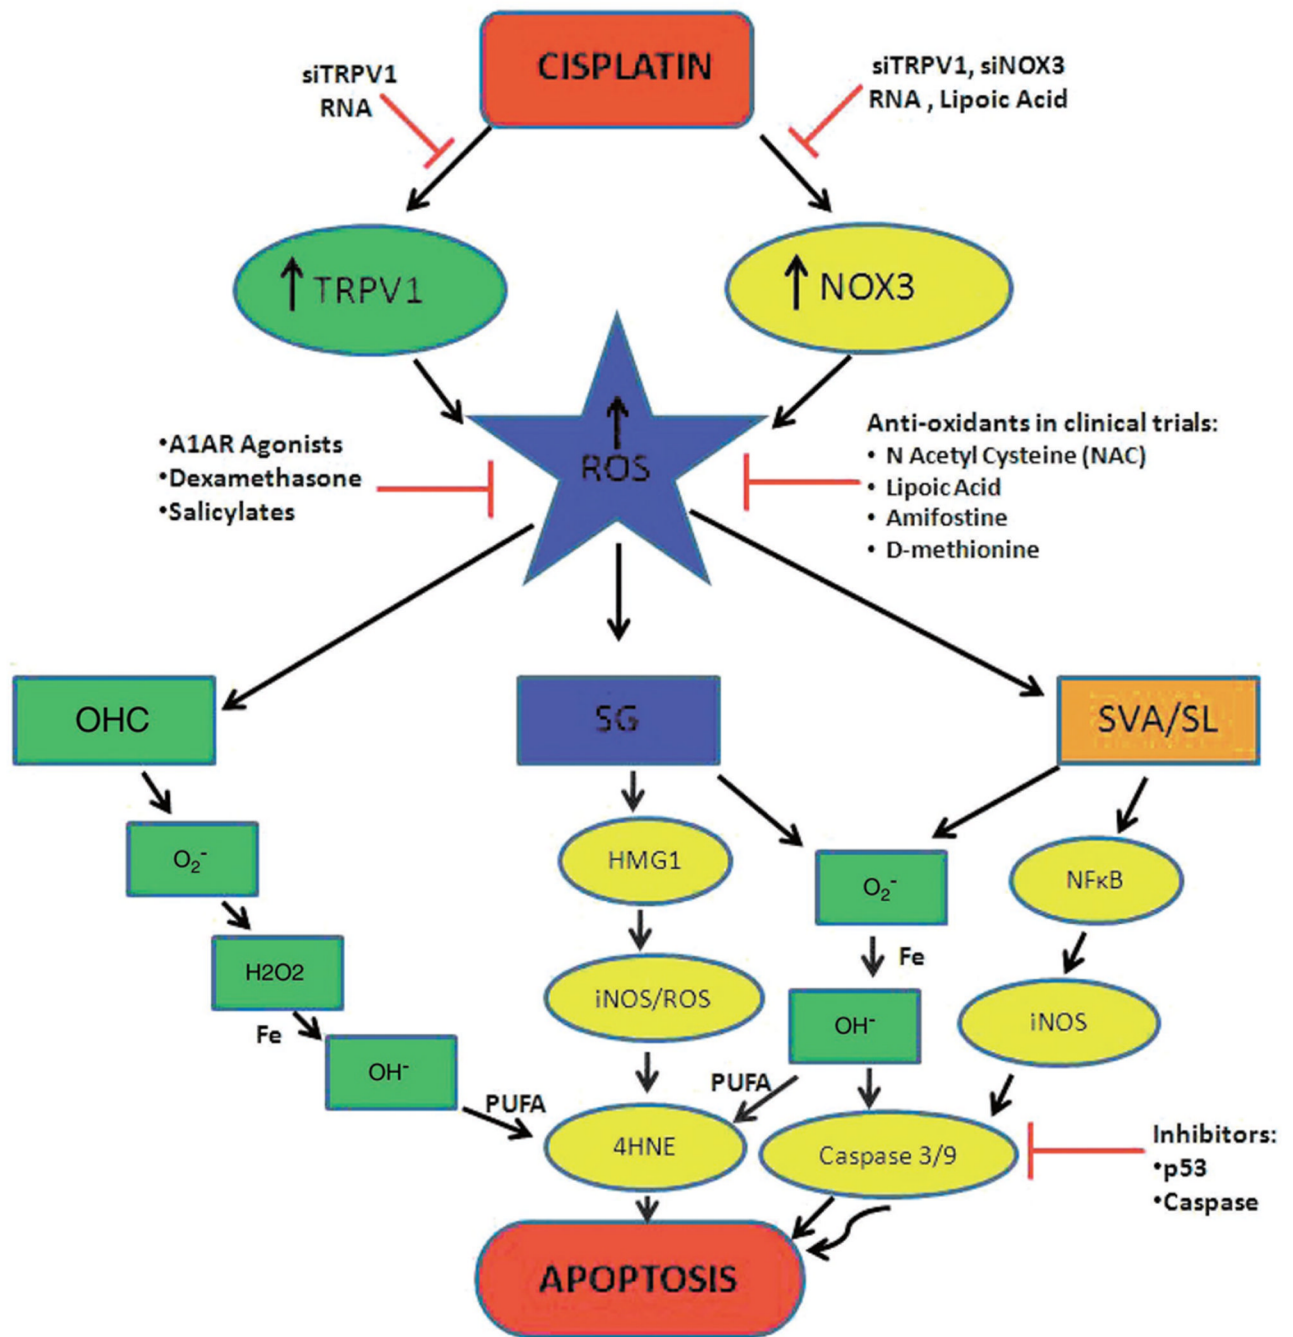 CISPLATIN
siTRPV1
RNA
siTRPV1, siNOX3
RNA , Lipoic Acid
↑ TRPV1
↑ NOX3
↑
ROS
•A1AR Agonists
•Dexamethasone
•Salicylates
Anti-oxidants in clinical trials:
• N Acetyl Cysteine (NAC)
• Lipoic Acid
• Amifostine
• D-methionine
OHC
SG
SVA/SL
O₂⁻
HMG1
O₂⁻
NFκB
H2O2
Fe
iNOS/ROS
Fe
OH⁻
iNOS
OH⁻
PUFA
PUFA
4HNE
Caspase 3/9
Inhibitors:
•p53
•Caspase
APOPTOSIS